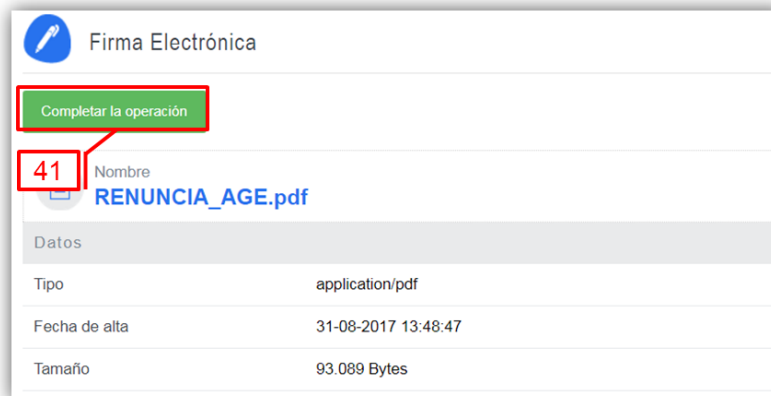 Firma Electrónica
Completar la operación
41
Nombre
RENUNCIA_AGE.pdf
Datos
Tipo application/pdf
Fecha de alta 31-08-2017 13:48:47
Tamaño 93.089 Bytes